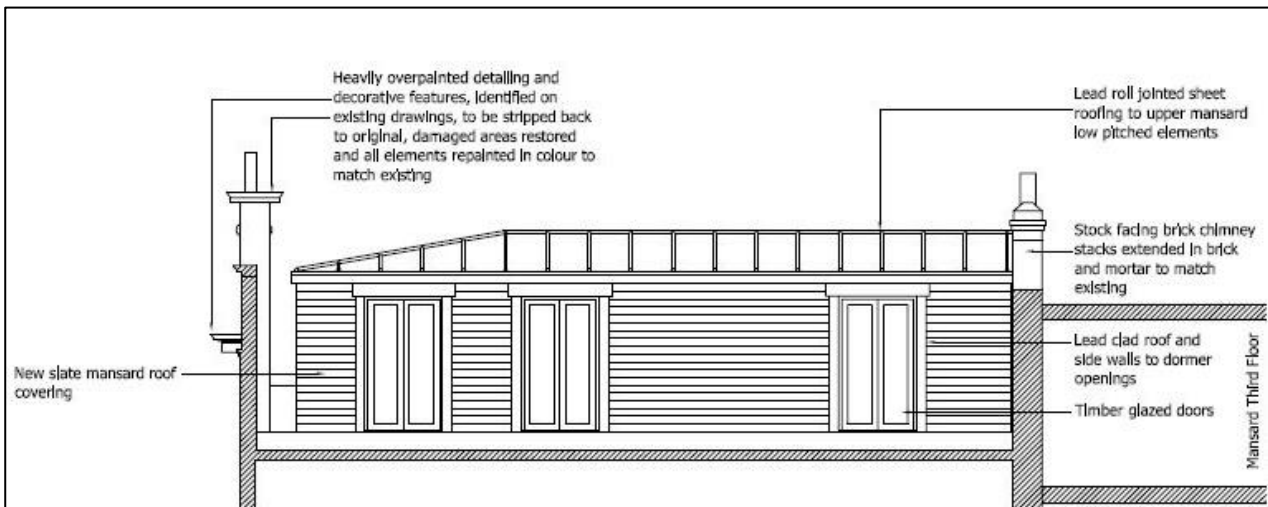 Heavily overpainted detailing and
decorative features, identified on
existing drawings, to be stripped back
to original, damaged areas restored
and all elements repainted in colour to
match existing
Lead roll jointed sheet
roofing to upper mansard
low pitched elements
Stock facing brick chimney
stacks extended in brick
and mortar to match
existing
New slate mansard roof
covering
Lead clad roof and
side walls to dormer
openings
Timber glazed doors
Mansard Third Floor